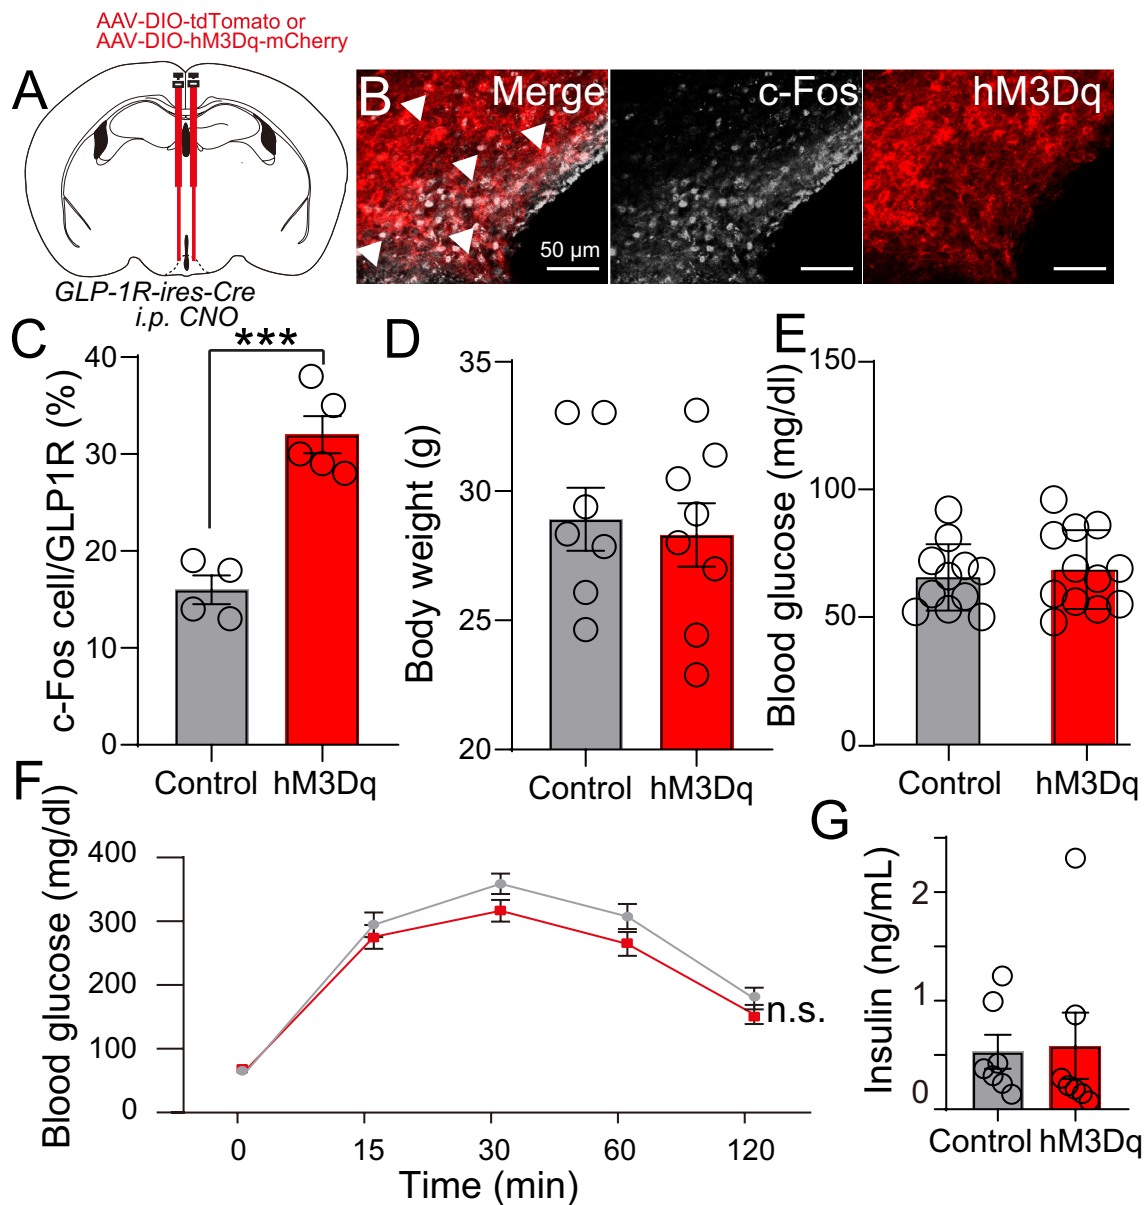 AAV-DIO-tdTomato or
AAV-DIO-hM3Dq-mCherry
A
GLP-1R-ires-Cre
i.p. CNO
B
Merge
c-Fos
hM3Dq
50 µm
C
***
c-Fos cell/GLP1R (%)
40
30
20
10
0
Control
hM3Dq
D
Body weight (g)
35
30
25
20
Control
hM3Dq
E
Blood glucose (mg/dl)
150
100
50
0
Control
hM3Dq
F
Blood glucose (mg/dl)
400
300
200
100
0
n.s.
0
15
30
60
120
Time (min)
G
Insulin (ng/mL)
2
1
0
Control
hM3Dq